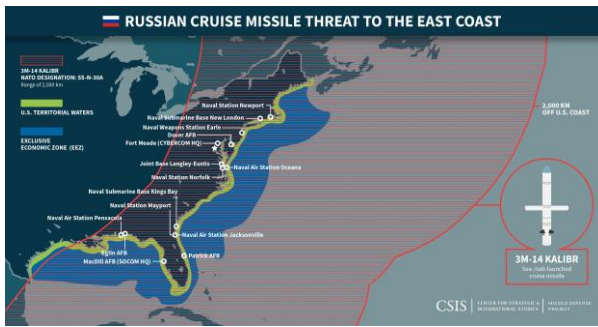 RUSSIAN CRUISE MISSILE THREAT TO THE EAST COAST
3M-14 KALIBR
NATO DESIGNATION: SS-N-30A
Range of 2,500 km
U.S. TERRITORIAL WATERS
EXCLUSIVE
ECONOMIC ZONE (EEZ)
Naval Station Newport
Naval Submarine Base New London
Naval Weapons Station Earle
Dover AFB
Fort Meade (CYBERCOM HQ)
Joint Base Langley-Eustis
Naval Air Station Oceana
Naval Station Norfolk
Naval Submarine Base Kings Bay
Naval Station Mayport
Naval Air Station Pensacola
Naval Air Station Jacksonville
Eglin AFB
Patrick AFB
MacDill AFB (SOCOM HQ)
2,000 KM
OFF U.S. COAST
3M-14 KALIBR
Sea-/sub-launched
cruise missile
CSIS
CENTER FOR STRATEGIC &
INTERNATIONAL STUDIES
MISSILE DEFENSE
PROJECT